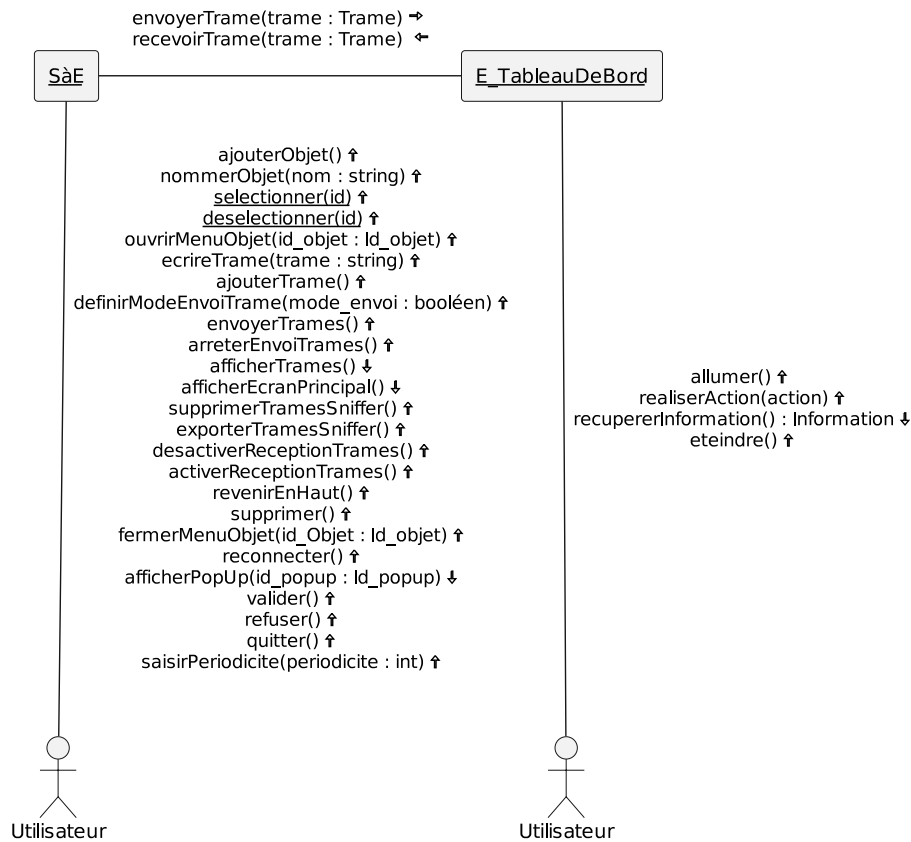 envoyerTrame(trame : Trame) ⇾
recevoirTrame(trame : Trame) ⇽
SàE
E_TableauDeBord
ajouterObjet() ⇑
nommerObjet(nom : string) ⇑
selectionner(id) ⇑
deselectionner(id) ⇑
ouvrirMenuObjet(id_objet : Id_objet) ⇑
ecrireTrame(trame : string) ⇑
ajouterTrame() ⇑
definirModeEnvoiTrame(mode_envoi : booléen) ⇑
envoyerTrames() ⇑
arreterEnvoiTrames() ⇑
afficherTrames() ⇓
afficherEcranPrincipal() ⇓
supprimerTramesSniffer() ⇑
exporterTramesSniffer() ⇑
desactiverReceptionTrames() ⇑
activerReceptionTrames() ⇑
revenirEnHaut() ⇑
supprimer() ⇑
fermerMenuObjet(id_Objet : Id_objet) ⇑
reconnecter() ⇑
afficherPopUp(id_popup : Id_popup) ⇓
valider() ⇑
refuser() ⇑
quitter() ⇑
saisirPeriodicite(periodicite : int) ⇑
allumer() ⇑
realiserAction(action) ⇑
recupererInformation() : Information ⇓
eteindre() ⇑
Utilisateur
Utilisateur